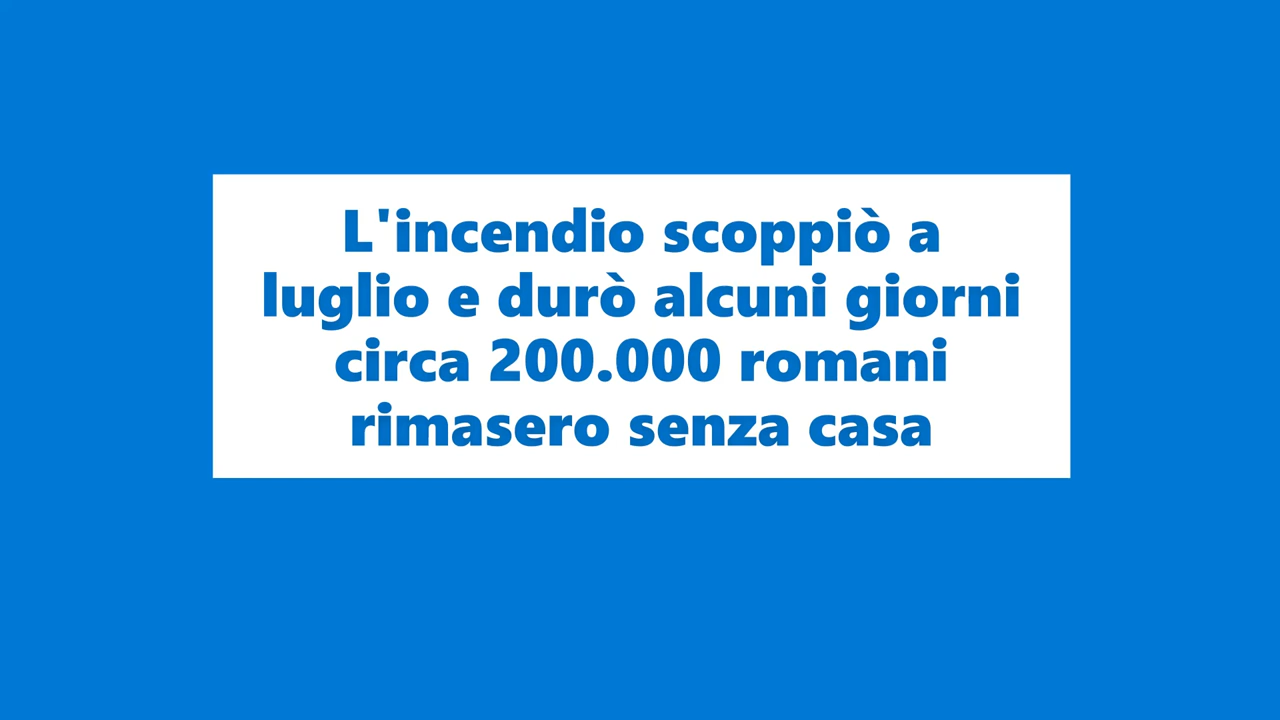 L'incendio scoppiò a
luglio e durò alcuni giorni
circa 200.000 romani
rimasero senza casa